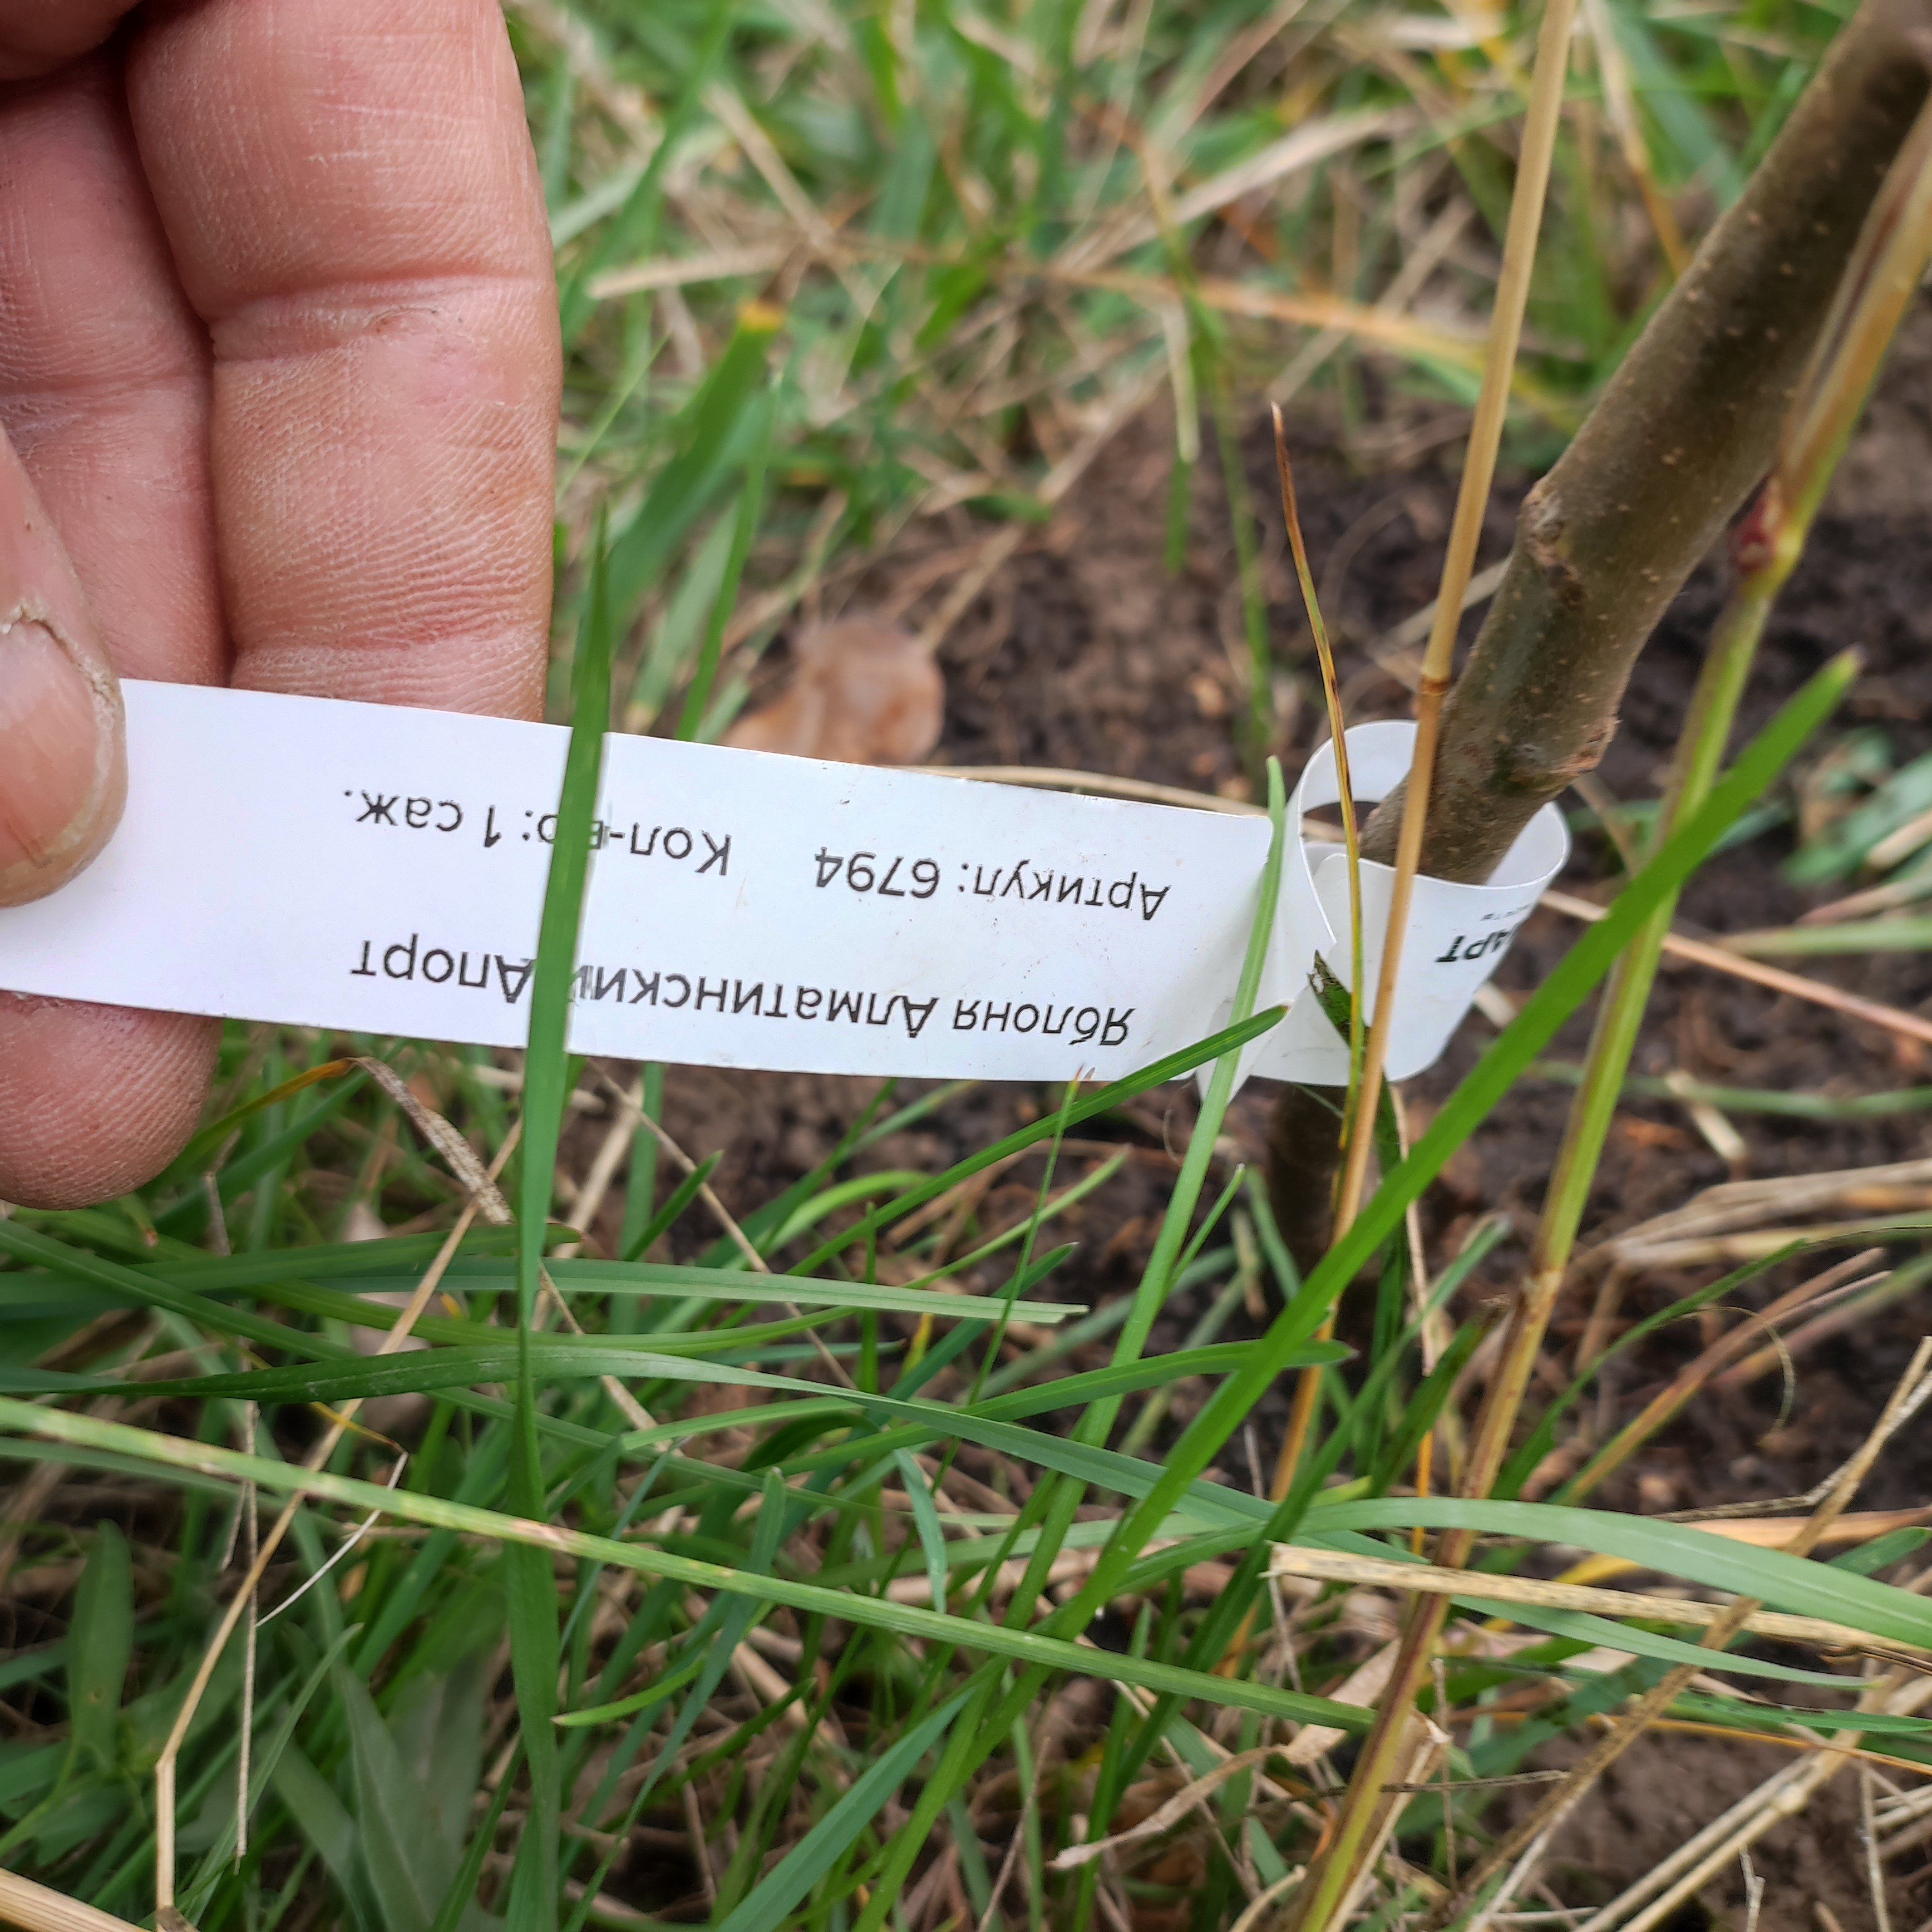 Яблоня Алматинский Апорт
Артикул: 6794 Кол-во: 1 саж.